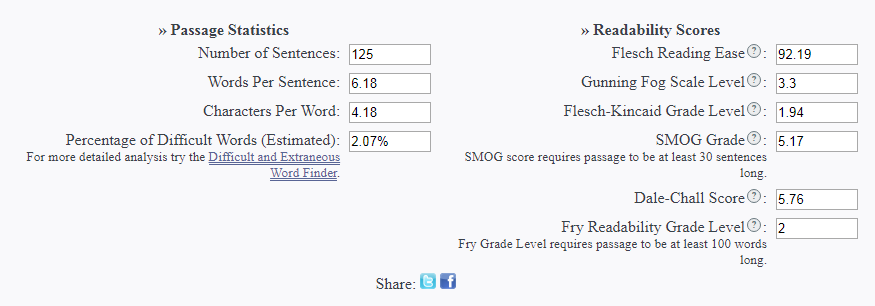 » Passage Statistics
Number of Sentences: 125
Words Per Sentence: 6.18
Characters Per Word: 4.18
Percentage of Difficult Words (Estimated): 2.07%
For more detailed analysis try the Difficult and Extraneous
Word Finder.
» Readability Scores
Flesch Reading Ease?: 92.19
Gunning Fog Scale Level?: 3.3
Flesch-Kincaid Grade Level?: 1.94
SMOG Grade?: 5.17
SMOG score requires passage to be at least 30 sentences
long.
Dale-Chall Score?: 5.76
Fry Readability Grade Level?: 2
Fry Grade Level requires passage to be at least 100 words
long.
Share: t f